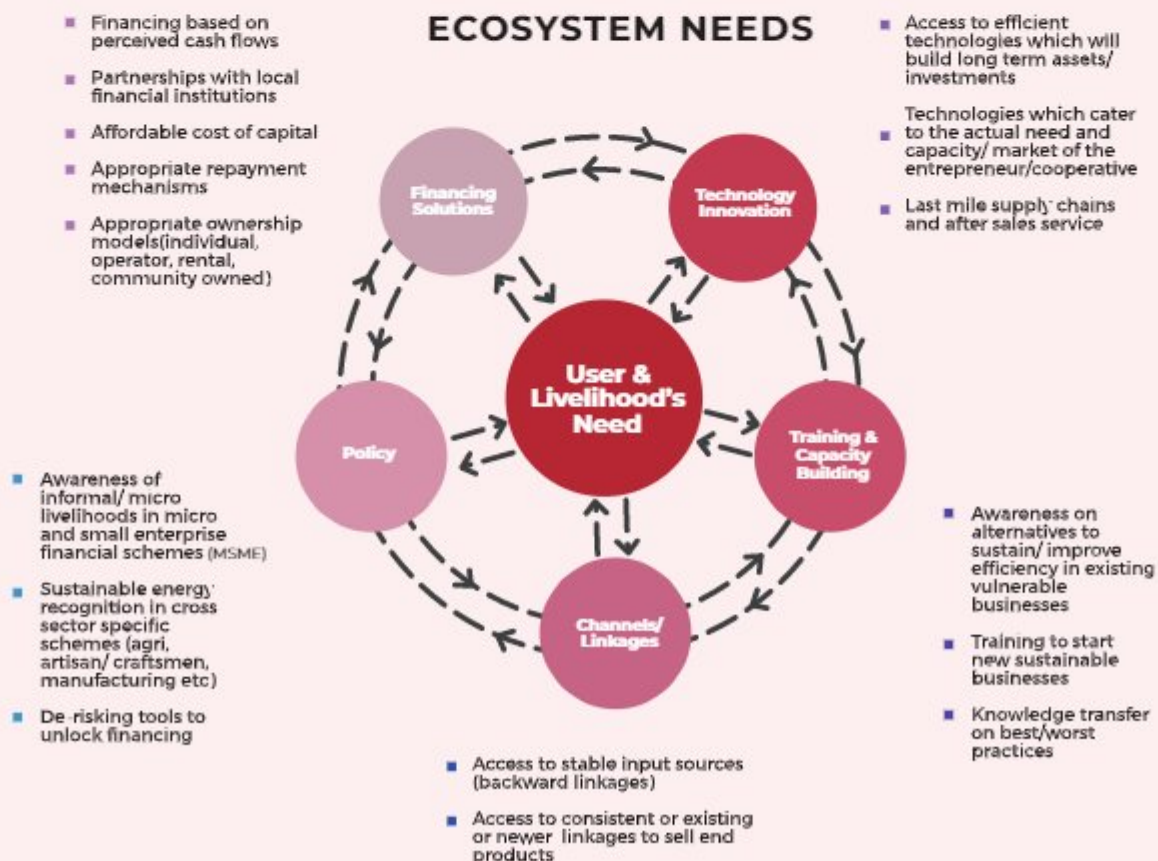 ECOSYSTEM NEEDS
Financing based on
perceived cash flows
Partnerships with local
financial institutions
Affordable cost of capital
Appropriate repayment
mechanisms
Appropriate ownership
models(individual,
operator, rental,
community owned)
Access to efficient
technologies which will
build long term assets/
investments
Technologies which cater
to the actual need and
capacity/ market of the
entrepreneur/cooperative
Last mile supply chains
and after sales service
Financing
Solutions
Technology
Innovation
User &
Livelihood's
Need
Policy
Training &
Capacity
Building
Channels/
Linkages
Awareness of
informal/ micro
livelihoods in micro
and small enterprise
financial schemes (MSME)
Sustainable energy
recognition in cross
sector specific
schemes (agri,
artisan/ craftsmen,
manufacturing etc)
De-risking tools to
unlock financing
Awareness on
alternatives to
sustain/ improve
efficiency in existing
vulnerable
businesses
Training to start
new sustainable
businesses
Knowledge transfer
on best/worst
practices
Access to stable input sources
(backward linkages)
Access to consistent or existing
or newer linkages to sell end
products